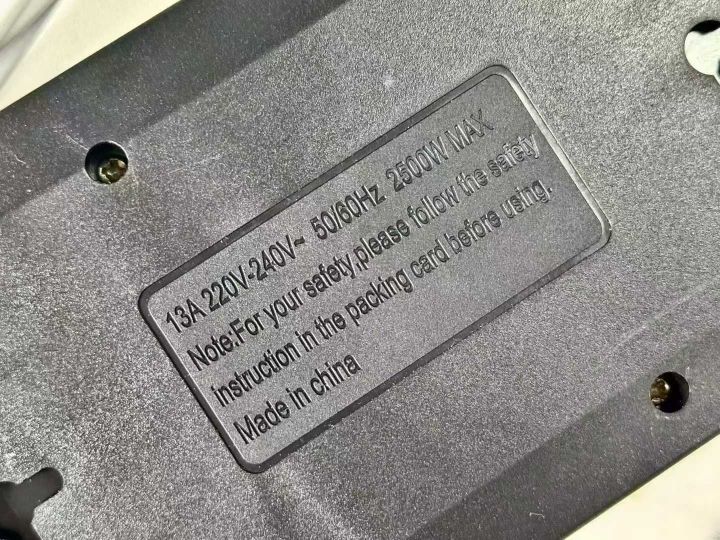 13A 220V-240V~ 50/60Hz 2500W MAX
Note:For your safety,please follow the safety
instruction in the packing card before using.
Made in china